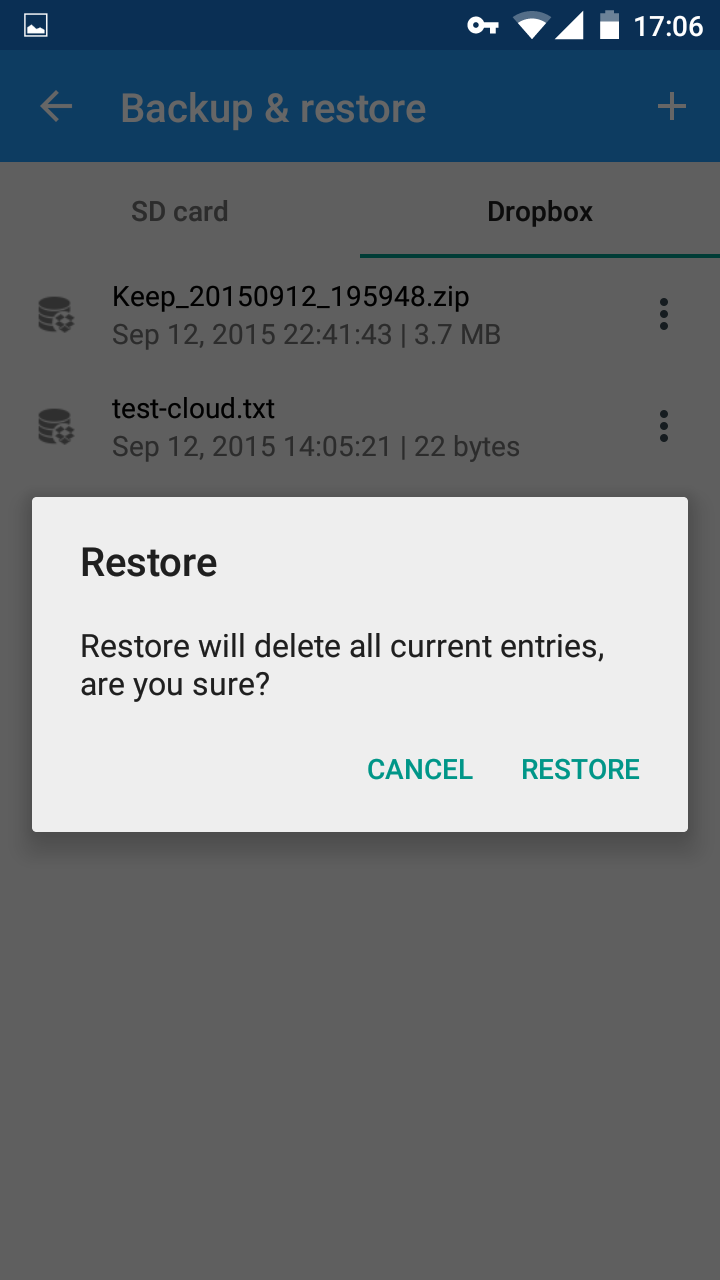 17:06
Backup & restore
SD card
Dropbox
Keep_20150912_195948.zip
Sep 12, 2015 22:41:43 | 3.7 MB
test-cloud.txt
Sep 12, 2015 14:05:21 | 22 bytes
Restore
Restore will delete all current entries,
are you sure?
CANCEL
RESTORE